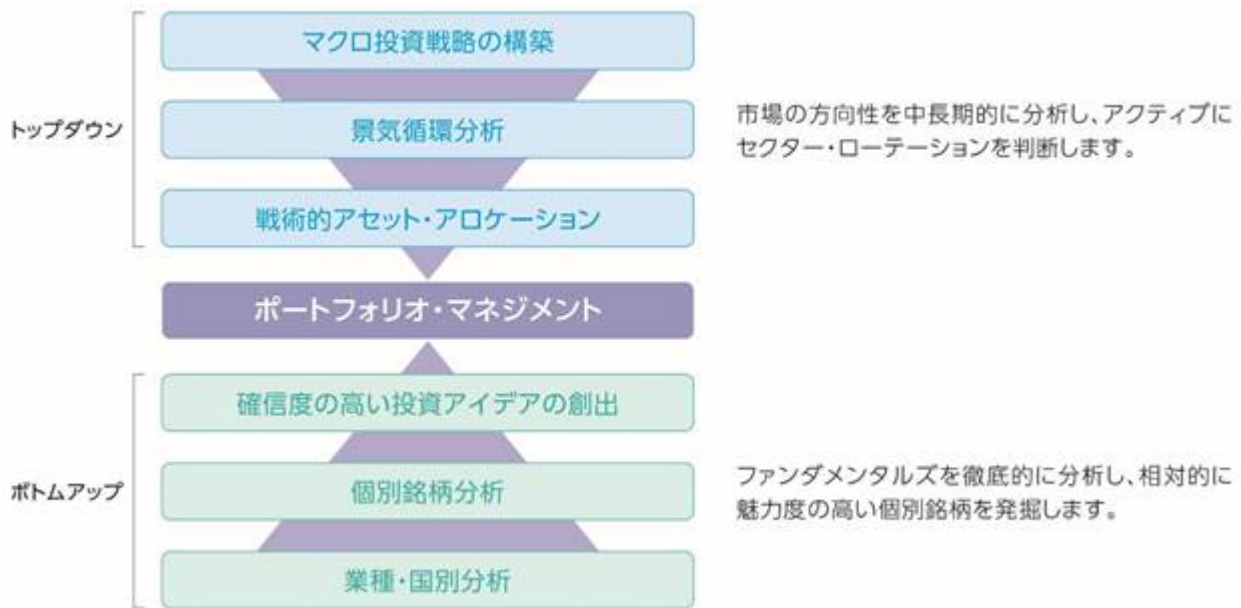 マクロ投資戦略の構築
トップダウン
景気循環分析
市場の方向性を中長期的に分析し、アクティブに
セクター・ローテーションを判断します。
戦術的アセット・アロケーション
ポートフォリオ・マネジメント
確信度の高い投資アイデアの創出
ボトムアップ
個別銘柄分析
ファンダメンタルズを徹底的に分析し、相対的に
魅力度の高い個別銘柄を発掘します。
業種・国別分析